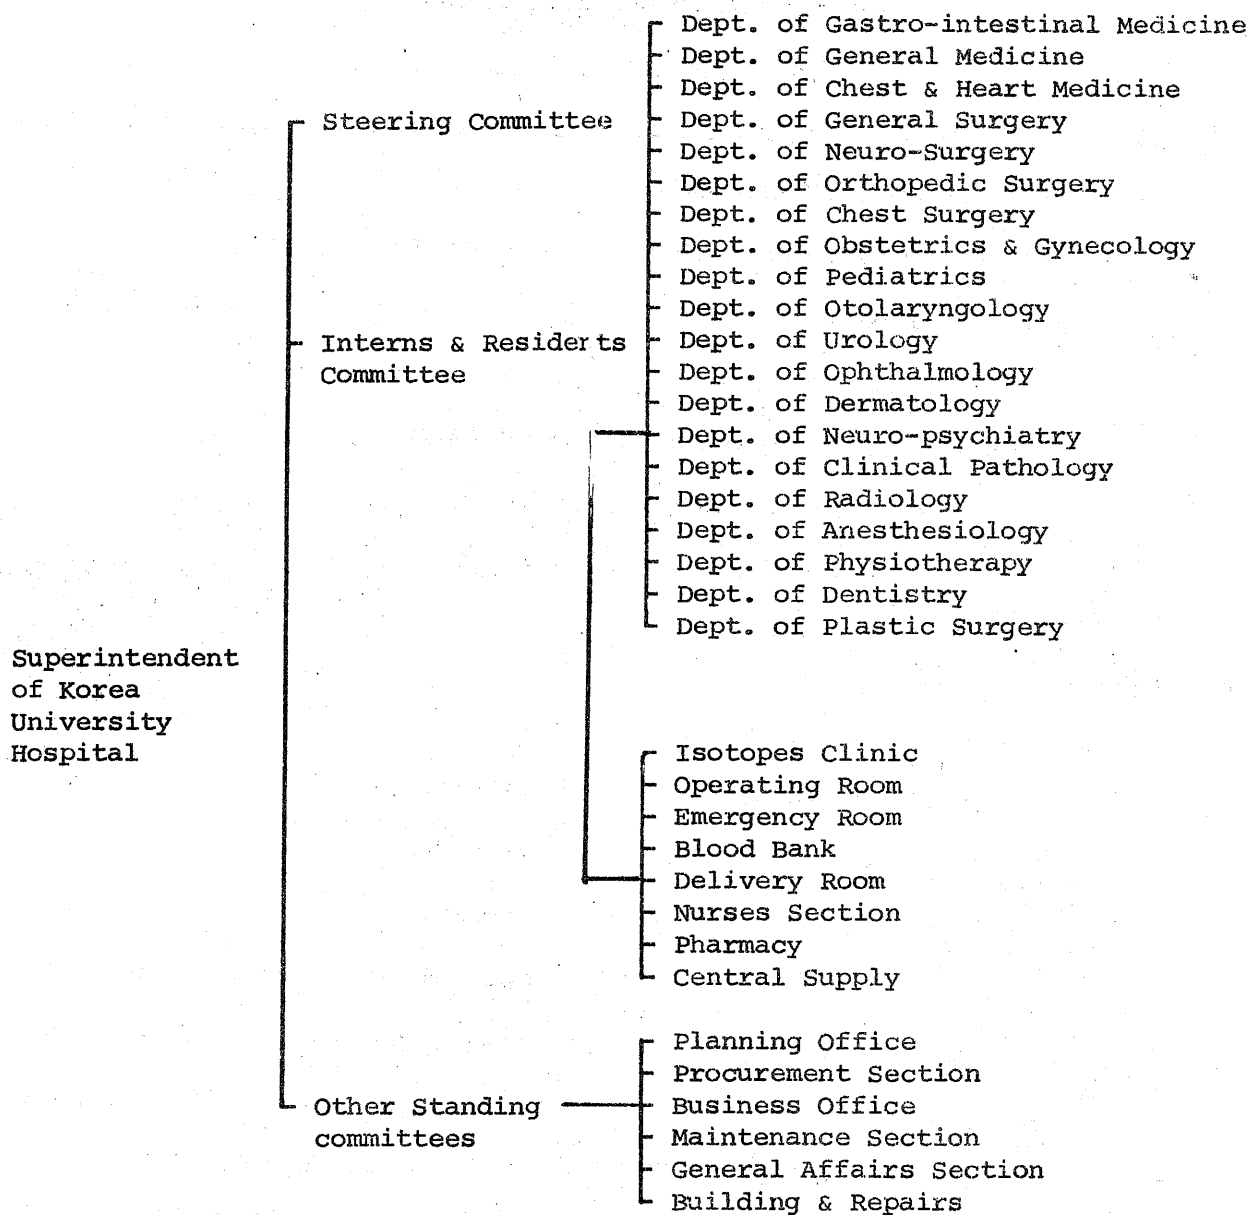 Superintendent
of Korea
University
Hospital
Steering Committee
Interns & Residerts
Committee
Other Standing
committees
Dept. of Gastro-intestinal Medicine
Dept. of General Medicine
Dept. of Chest & Heart Medicine
Dept. of General Surgery
Dept. of Neuro-Surgery
Dept. of Orthopedic Surgery
Dept. of Chest Surgery
Dept. of Obstetrics & Gynecology
Dept. of Pediatrics
Dept. of Otolaryngology
Dept. of Urology
Dept. of Ophthalmology
Dept. of Dermatology
Dept. of Neuro-psychiatry
Dept. of Clinical Pathology
Dept. of Radiology
Dept. of Anesthesiology
Dept. of Physiotherapy
Dept. of Dentistry
Dept. of Plastic Surgery
Isotopes Clinic
Operating Room
Emergency Room
Blood Bank
Delivery Room
Nurses Section
Pharmacy
Central Supply
Planning Office
Procurement Section
Business Office
Maintenance Section
General Affairs Section
Building & Repairs